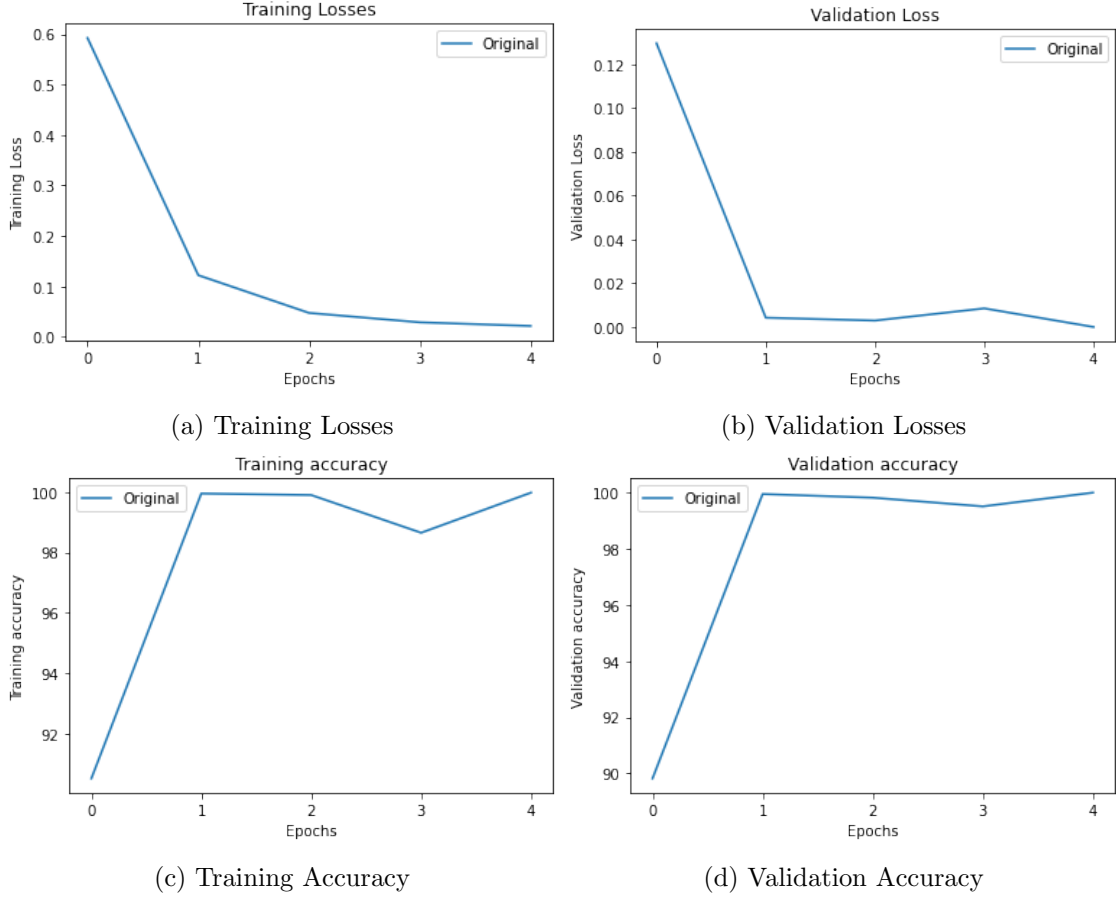 Training Losses
Original
0.6
0.5
0.4
0.3
0.2
0.1
0.0
Training Loss
0 1 2 3 4
Epochs
(a) Training Losses
Validation Loss
Original
0.12
0.10
0.08
0.06
0.04
0.02
0.00
Validation Loss
0 1 2 3 4
Epochs
(b) Validation Losses
Training accuracy
Original
100
98
96
94
92
Training accuracy
0 1 2 3 4
Epochs
(c) Training Accuracy
Validation accuracy
Original
100
98
96
94
92
90
Validation accuracy
0 1 2 3 4
Epochs
(d) Validation Accuracy